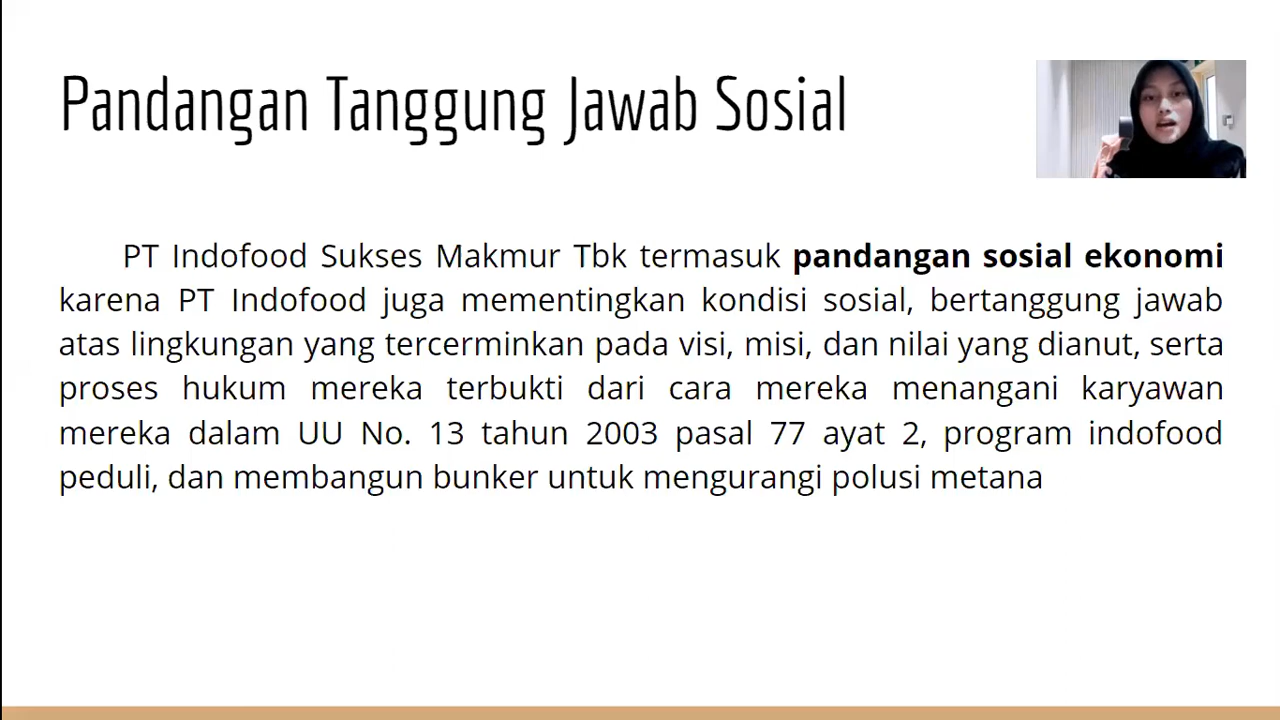 Pandangan Tanggung Jawab Sosial
PT Indofood Sukses Makmur Tbk termasuk pandangan sosial ekonomi
karena PT Indofood juga mementingkan kondisi sosial, bertanggung jawab
atas lingkungan yang tercerminkan pada visi, misi, dan nilai yang dianut, serta
proses hukum mereka terbukti dari cara mereka menangani karyawan
mereka dalam UU No. 13 tahun 2003 pasal 77 ayat 2, program indofood
peduli, dan membangun bunker untuk mengurangi polusi metana